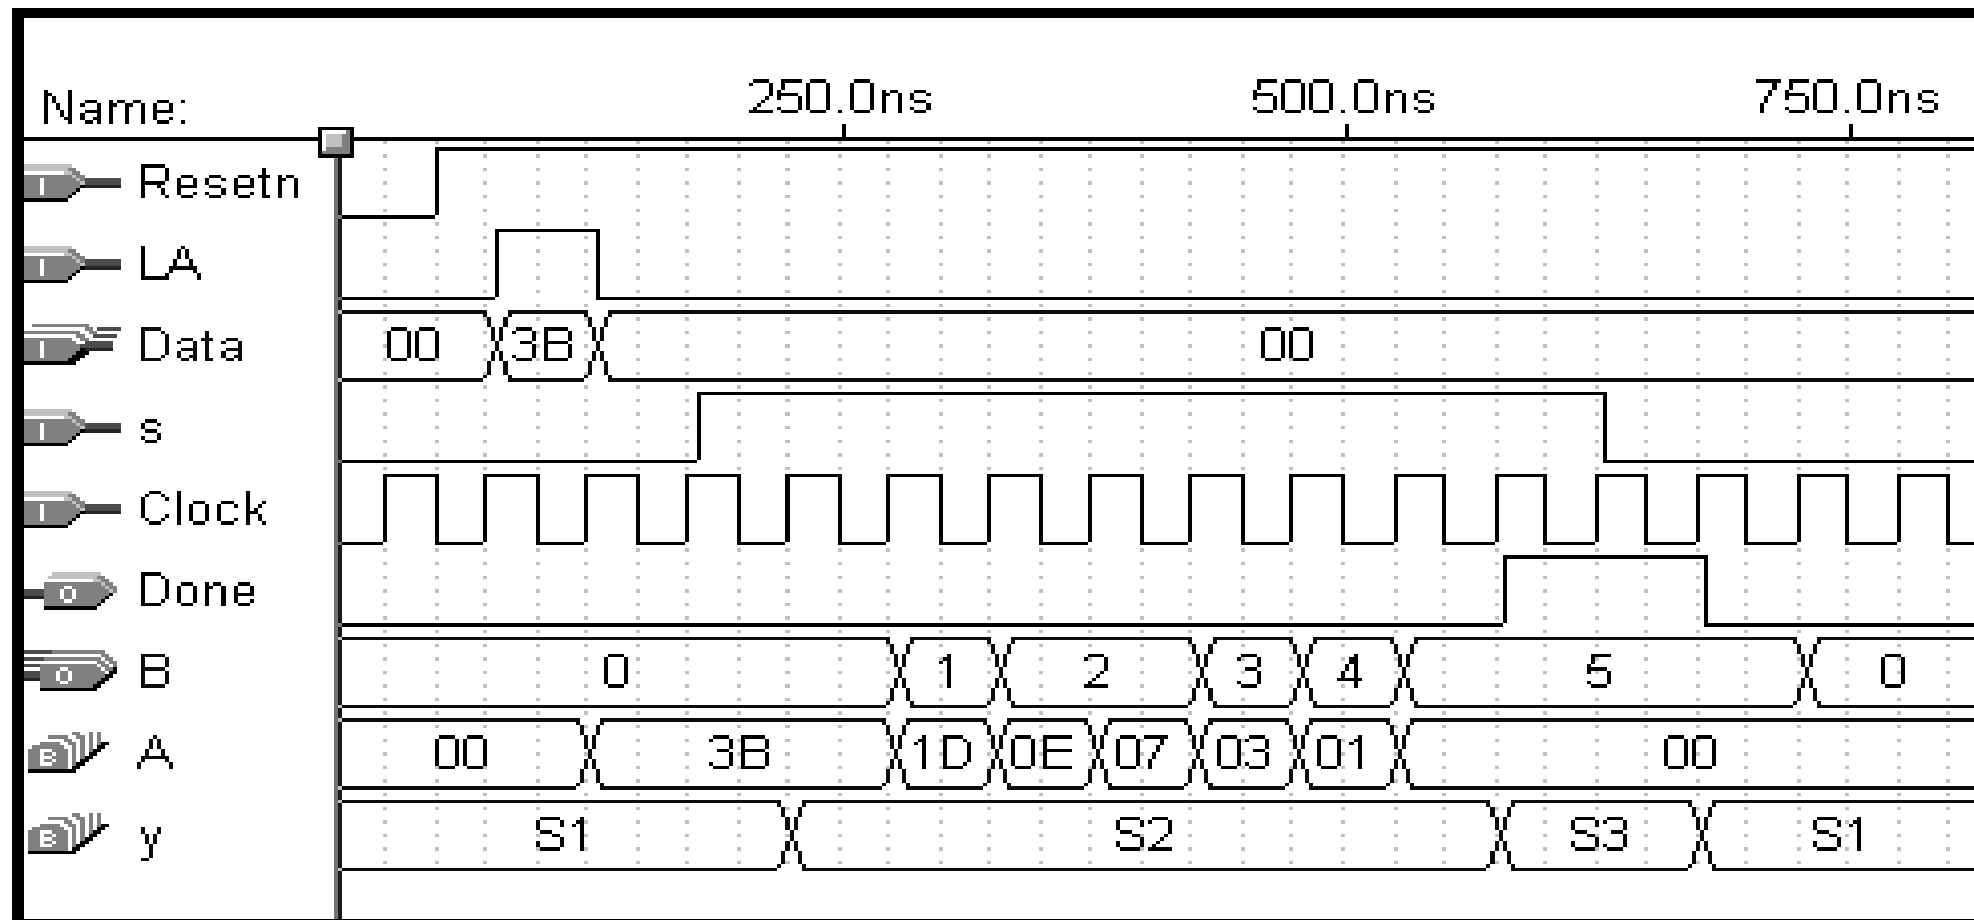 Name: 250.0ns 500.0ns 750.0ns
I Resetn
I LA
I Data 00 3B 00
I s
I Clock
O Done
O B 0 1 2 3 4 5 0
B A 00 3B 1D 0E 07 03 01 00
B y S1 S2 S3 S1